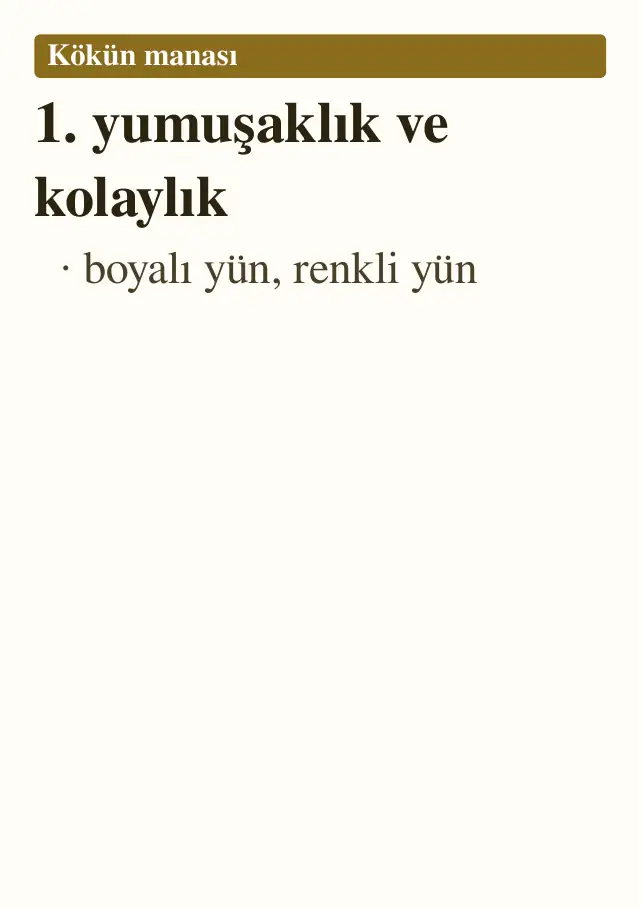 Kökün manası
1. yumuşaklık ve
kolaylık
· boyalı yün, renkli yün